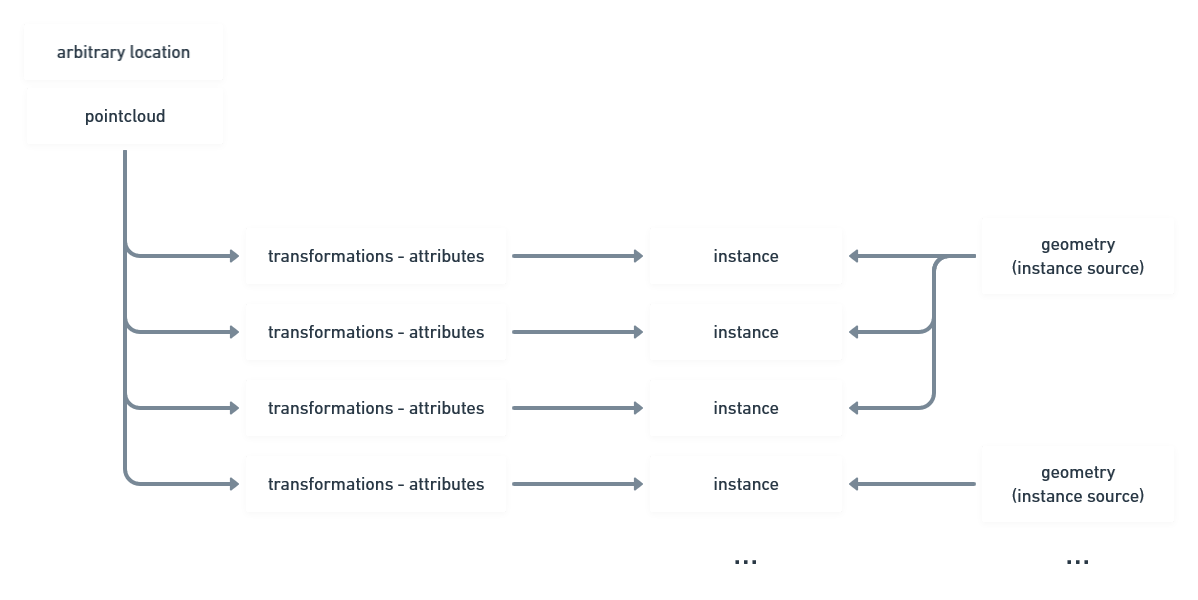 arbitrary location
pointcloud
transformations - attributes
instance
geometry
(instance source)
transformations - attributes
instance
transformations - attributes
instance
transformations - attributes
instance
geometry
(instance source)
...
...